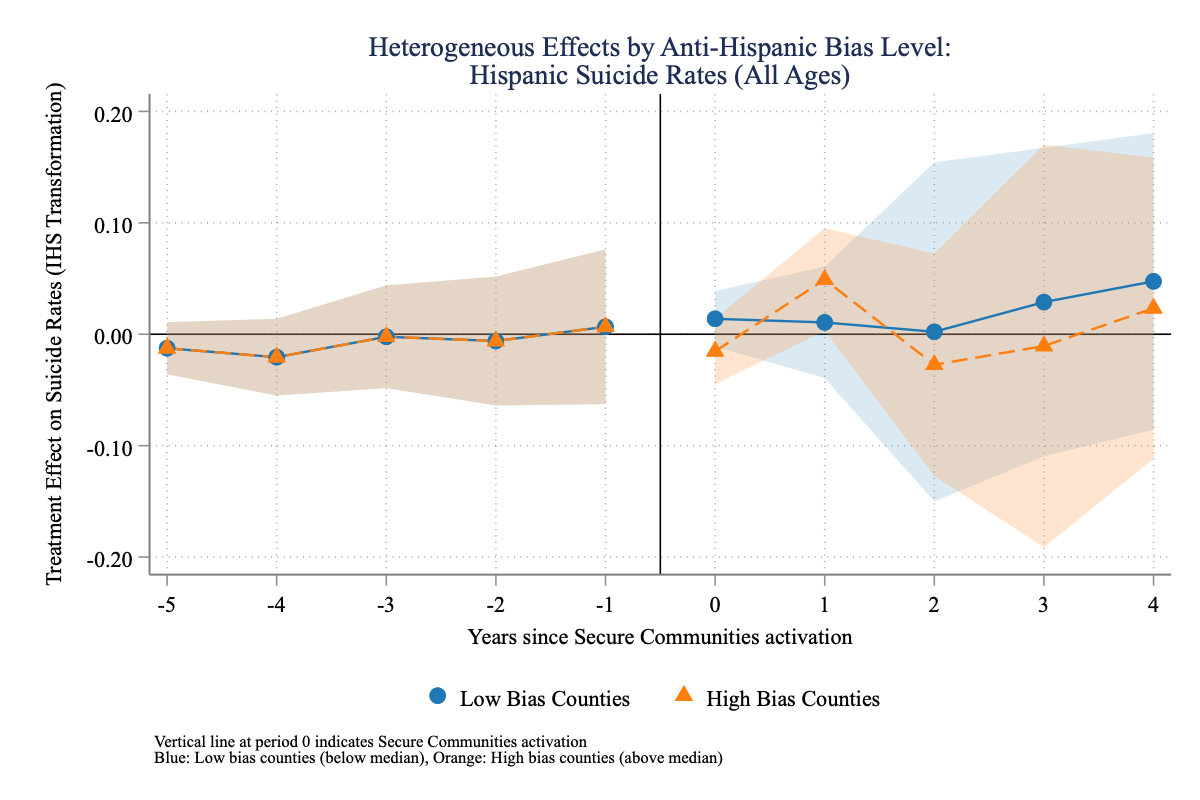 Heterogeneous Effects by Anti-Hispanic Bias Level:
Hispanic Suicide Rates (All Ages)
Treatment Effect on Suicide Rates (IHS Transformation)
0.20
0.10
0.00
-0.10
-0.20
-5 -4 -3 -2 -1 0 1 2 3 4
Years since Secure Communities activation
Low Bias Counties High Bias Counties
Vertical line at period 0 indicates Secure Communities activation
Blue: Low bias counties (below median), Orange: High bias counties (above median)